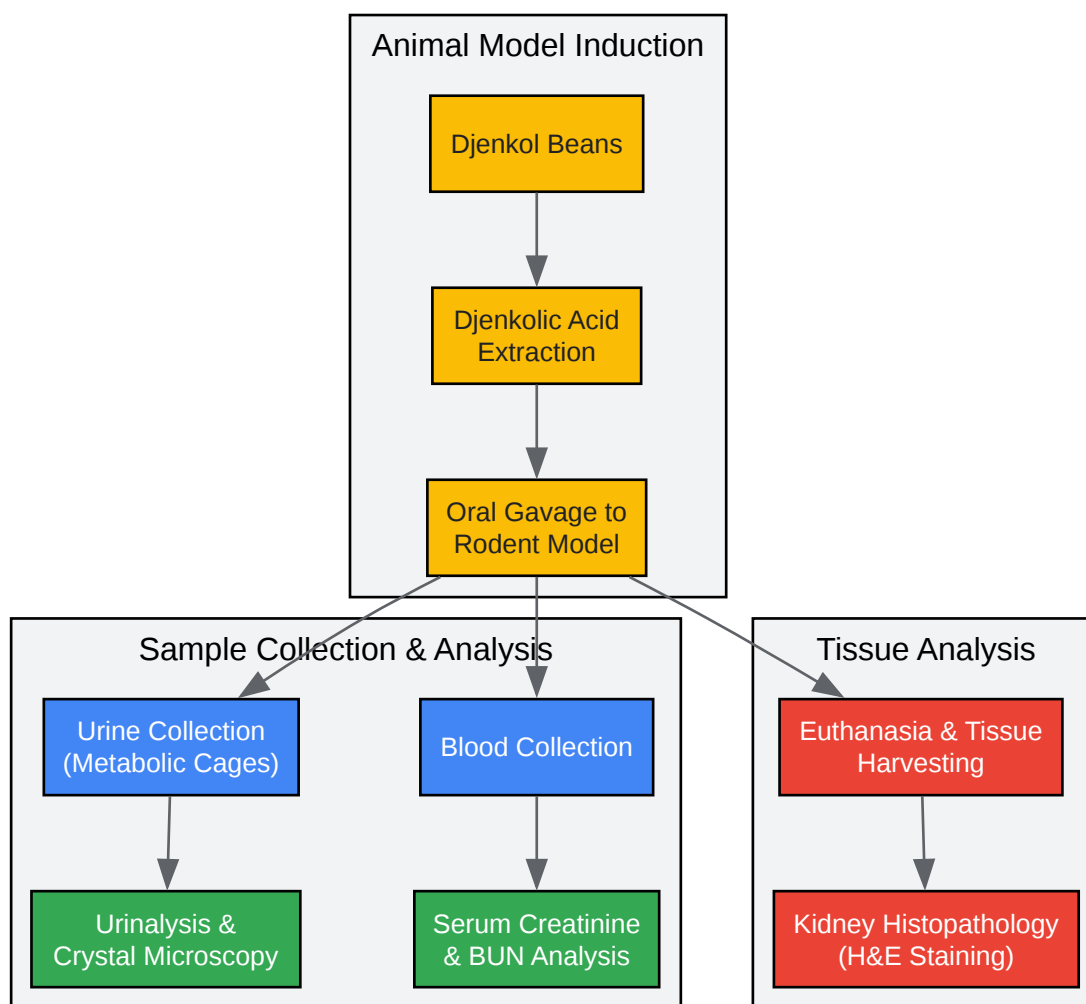 Animal Model Induction
Djenkol Beans
Djenkolic Acid
Extraction
Oral Gavage to
Rodent Model
Sample Collection & Analysis
Tissue Analysis
Urine Collection
(Metabolic Cages)
Blood Collection
Euthanasia & Tissue
Harvesting
Urinalysis &
Crystal Microscopy
Serum Creatinine
& BUN Analysis
Kidney Histopathology
(H&E Staining)